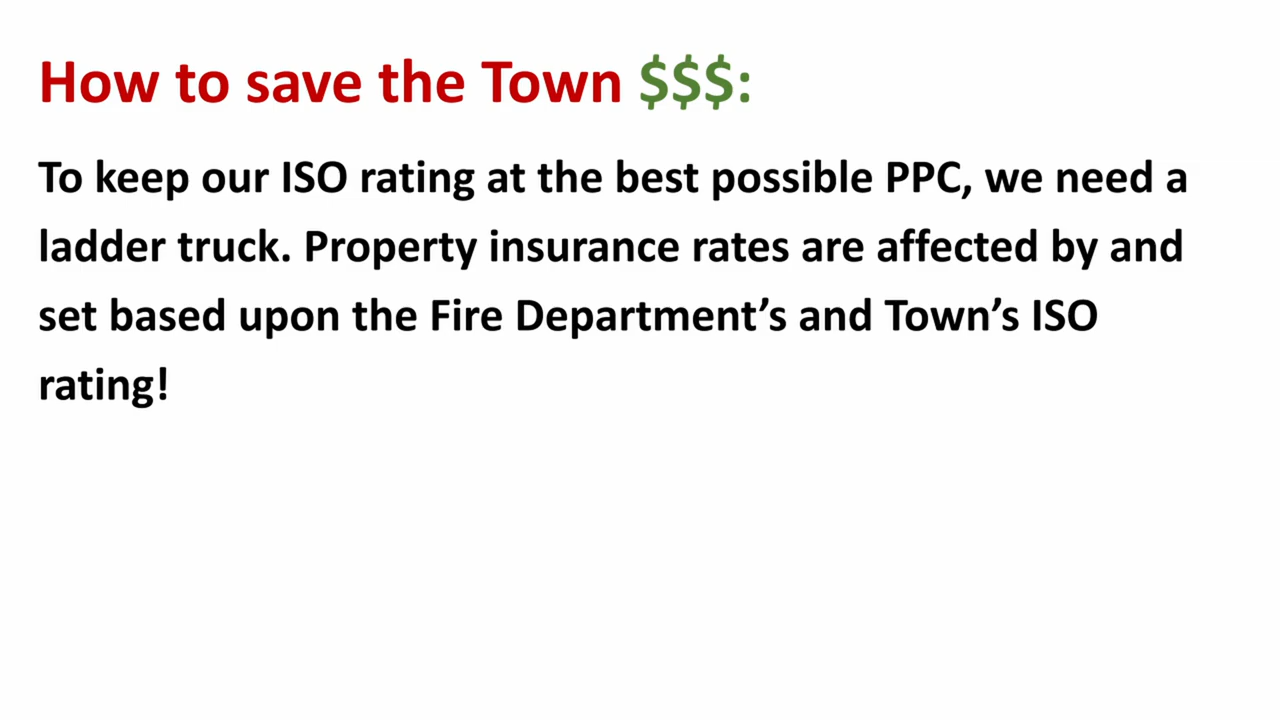 How to save the Town $$$:
To keep our ISO rating at the best possible PPC, we need a
ladder truck. Property insurance rates are affected by and
set based upon the Fire Department’s and Town’s ISO
rating!